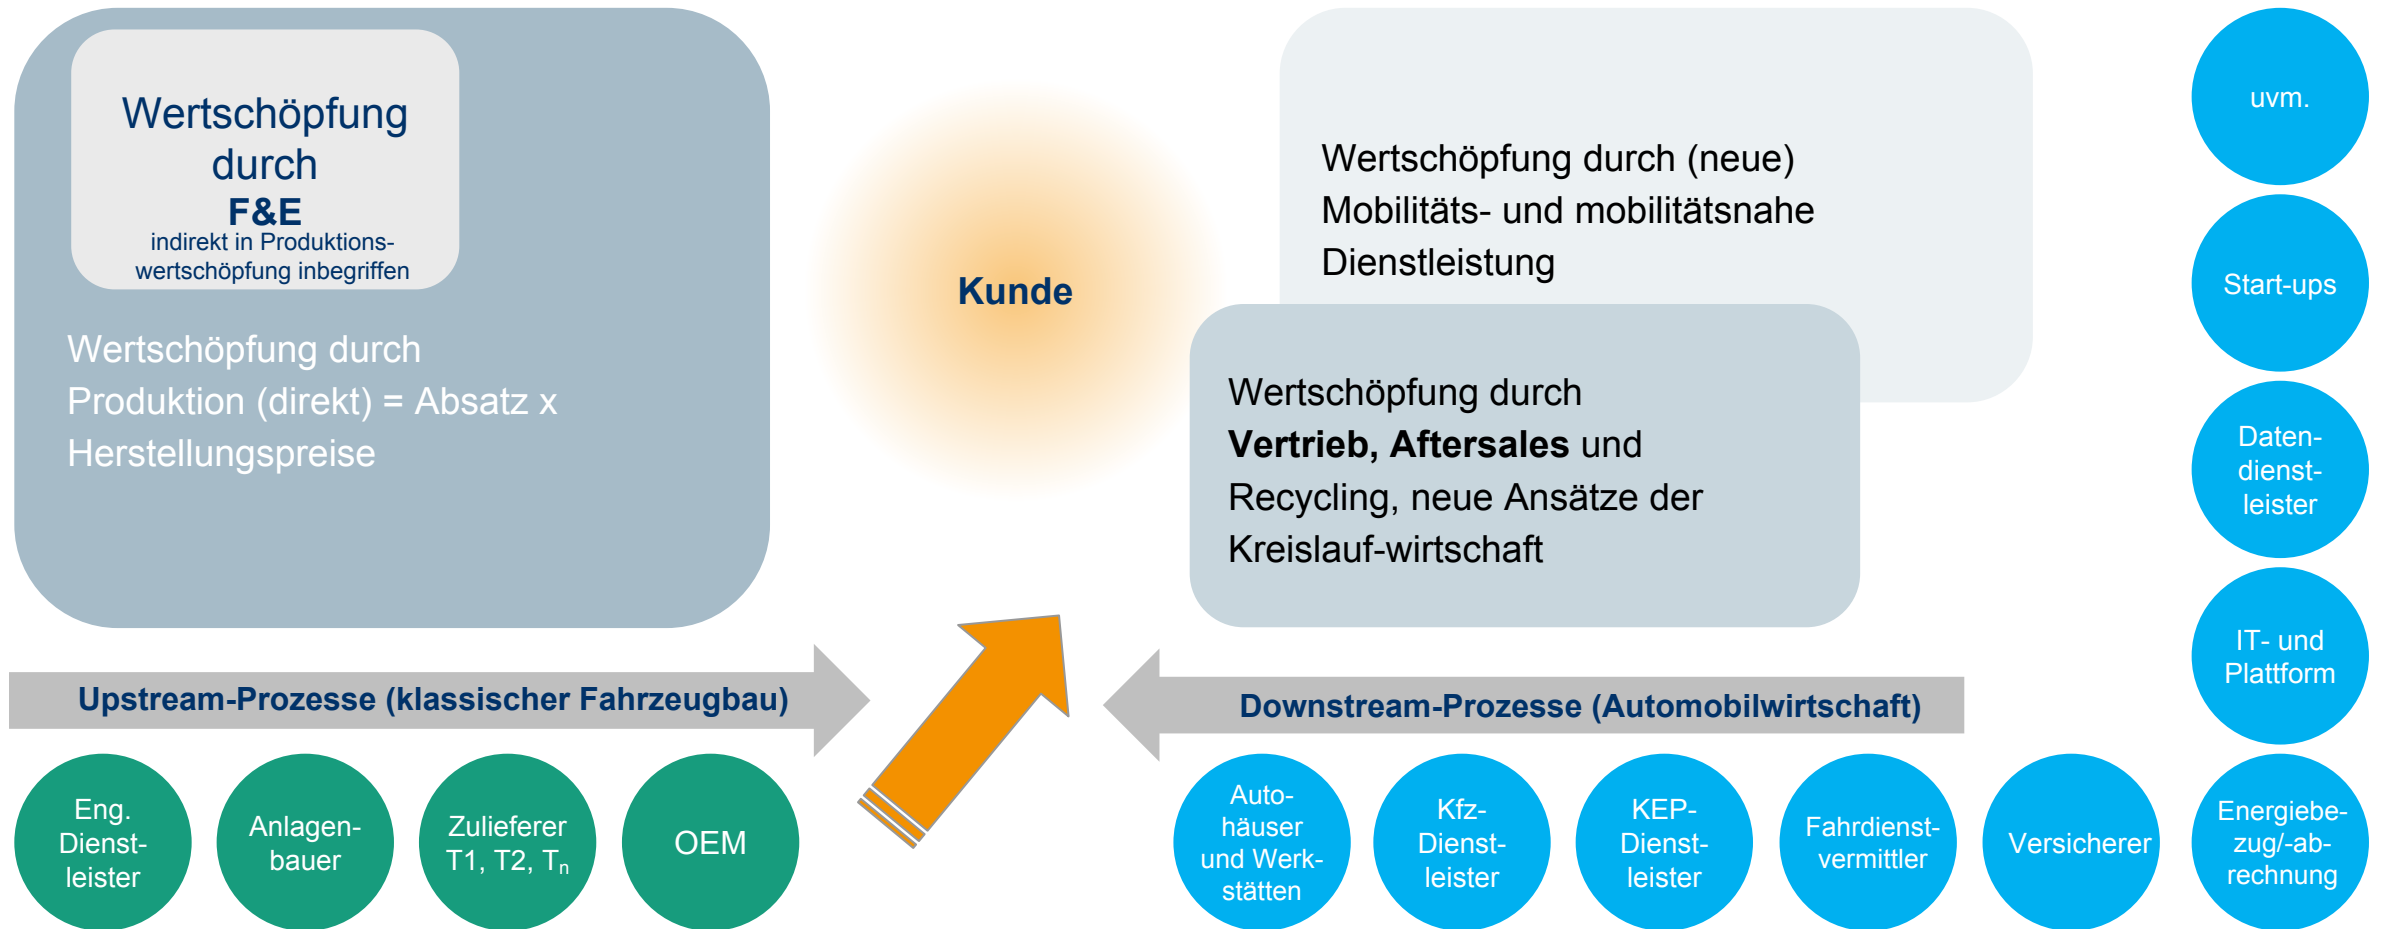 Wertschöpfung
durch
F&E
indirekt in Produktions-
wertschöpfung inbegriffen
Wertschöpfung durch
Produktion (direkt) = Absatz x
Herstellungspreise
Kunde
Wertschöpfung durch (neue)
Mobilitäts- und mobilitätsnahe
Dienstleistung
Wertschöpfung durch
Vertrieb, Aftersales und
Recycling, neue Ansätze der
Kreislauf-wirtschaft
Upstream-Prozesse (klassischer Fahrzeugbau)
Downstream-Prozesse (Automobilwirtschaft)
Eng.
Dienst-
leister
Anlagen-
bauer
Zulieferer
T1, T2, Tn
OEM
Auto-
häuser
und Werk-
stätten
Kfz-
Dienst-
leister
KEP-
Dienst-
leister
Fahrdienst-
vermittler
Versicherer
uvm.
Start-ups
Daten-
dienst-
leister
IT- und
Plattform
Energiebe-
zug/-ab-
rechnung